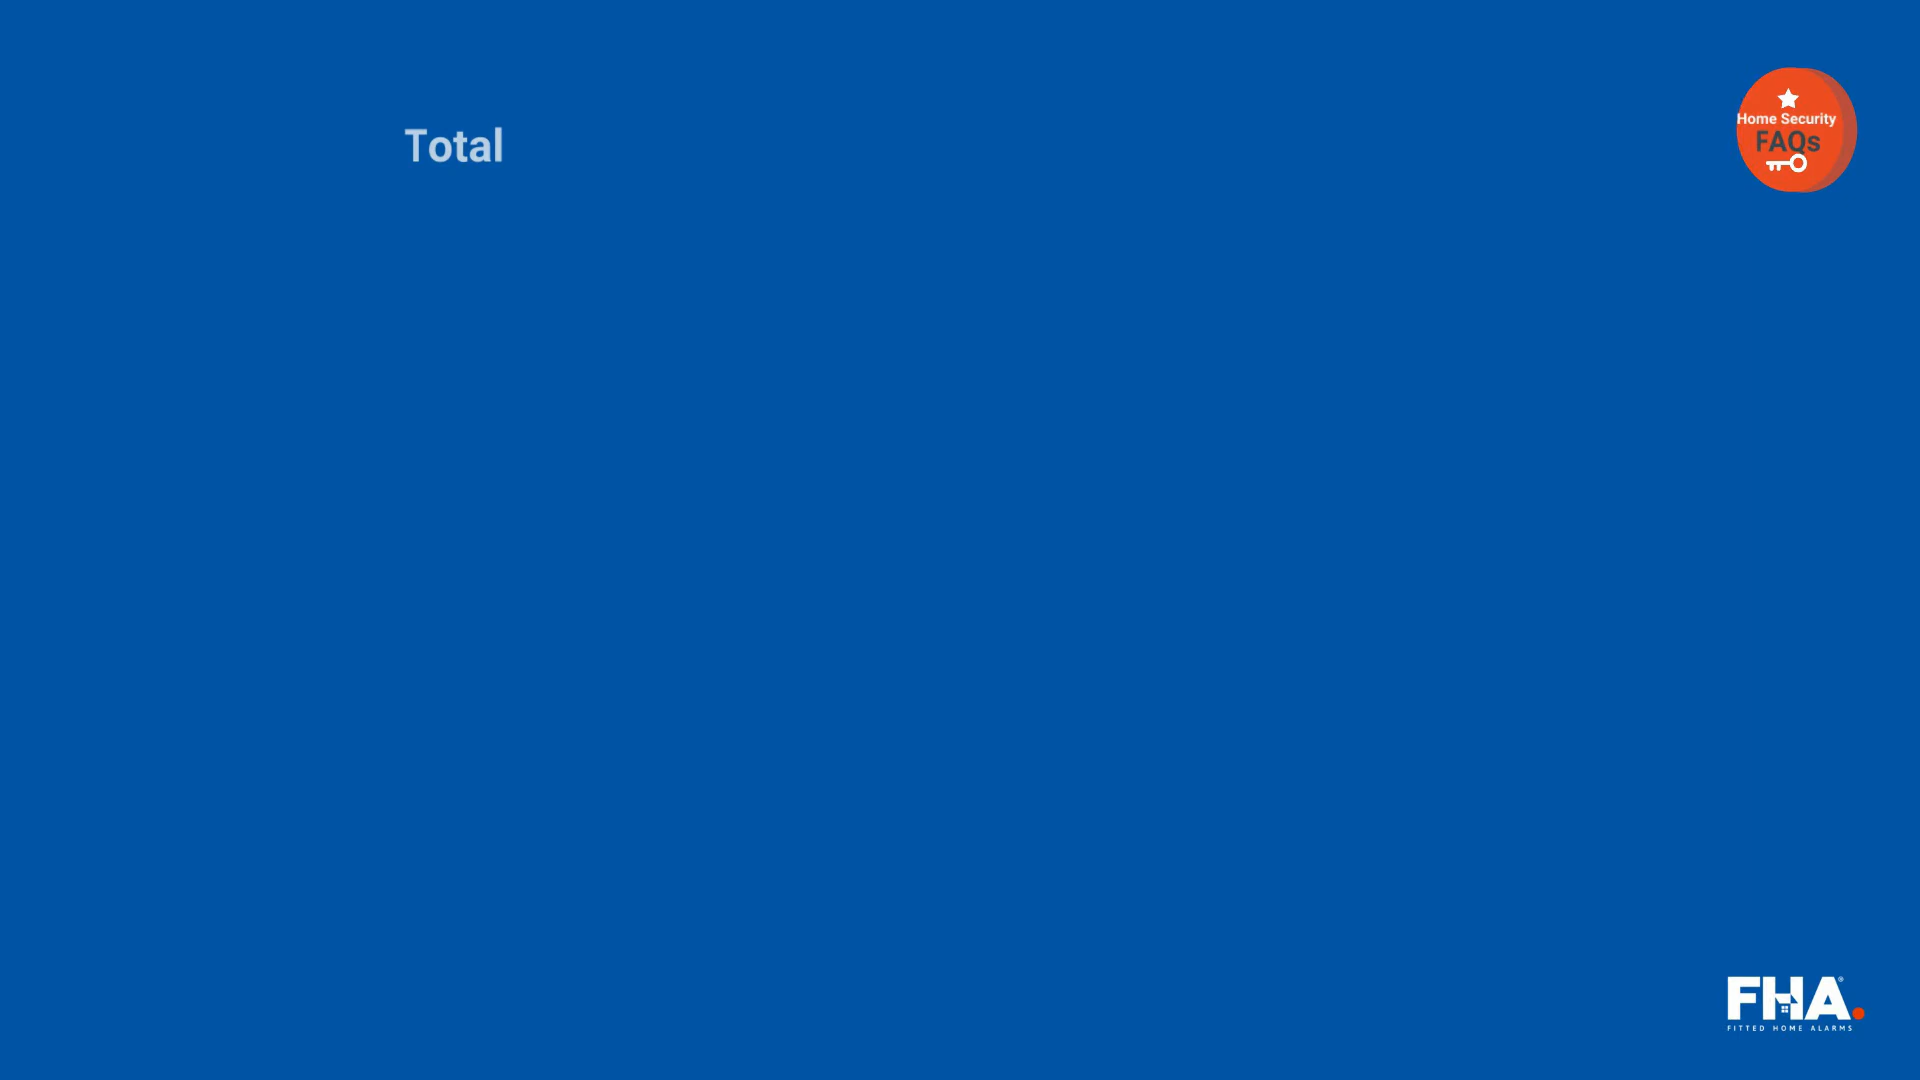 Total
Home Security
FAQs
FHA.
FITTED HOME ALARMS